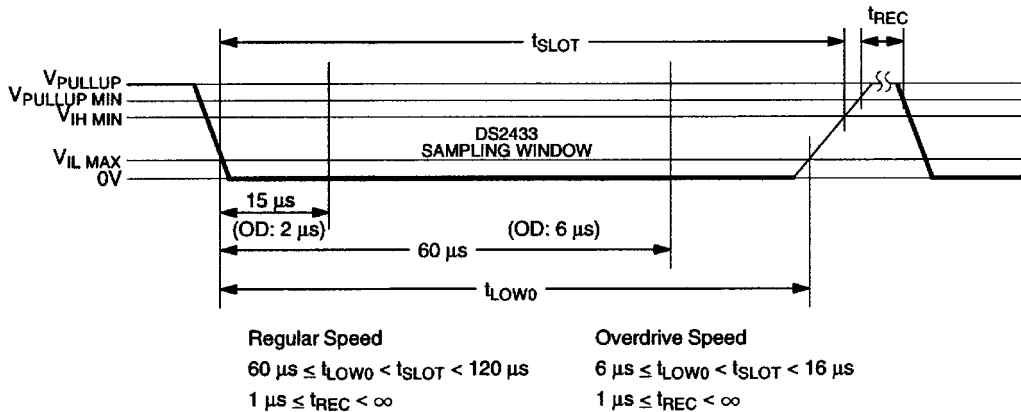 tREC
tSLOT
VPULLUP
VPULLUP MIN
VIH MIN
DS2433
SAMPLING WINDOW
VIL MAX
0V
15 µs
(OD: 2 µs)
(OD: 6 µs)
60 µs
tLOW0
Regular Speed
60 µs ≤ tLOW0 < tSLOT < 120 µs
1 µs ≤ tREC < ∞
Overdrive Speed
6 µs ≤ tLOW0 < tSLOT < 16 µs
1 µs ≤ tREC < ∞